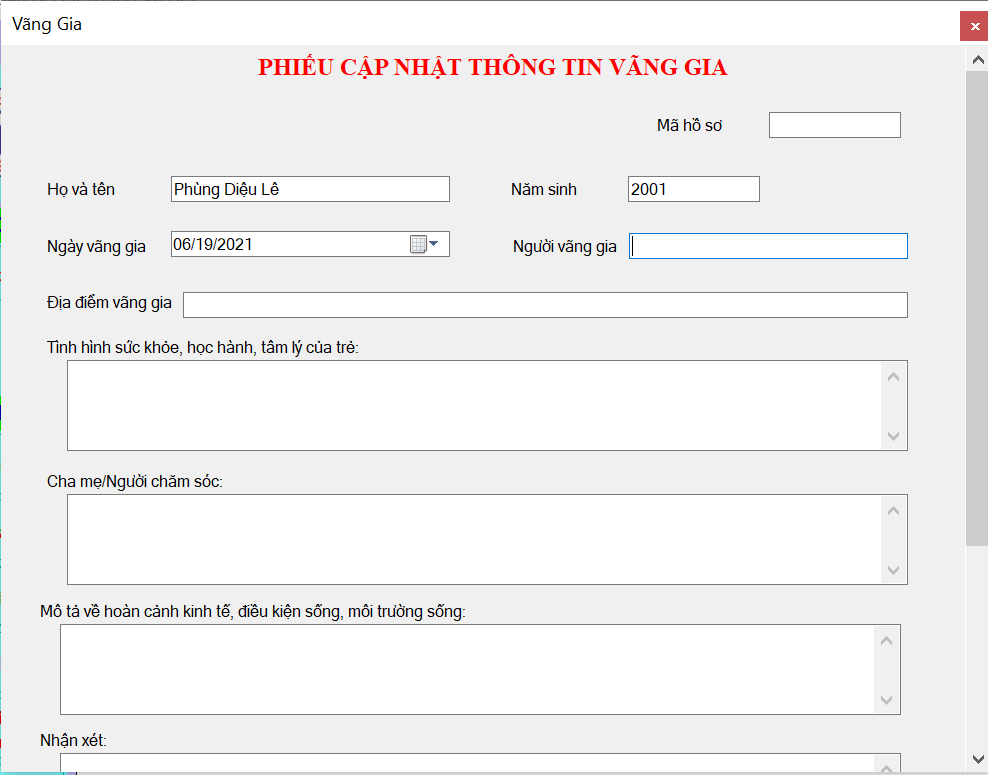 Vãng Gia
PHIẾU CẬP NHẬT THÔNG TIN VÃNG GIA
Mã hồ sơ
Họ và tên Phùng Diệu Lê Năm sinh 2001
Ngày vãng gia 06/19/2021 Người vãng gia
Địa điểm vãng gia
Tình hình sức khỏe, học hành, tâm lý của trẻ:
Cha mẹ/Người chăm sóc:
Mô tả về hoàn cảnh kinh tế, điều kiện sống, môi trường sống:
Nhận xét: